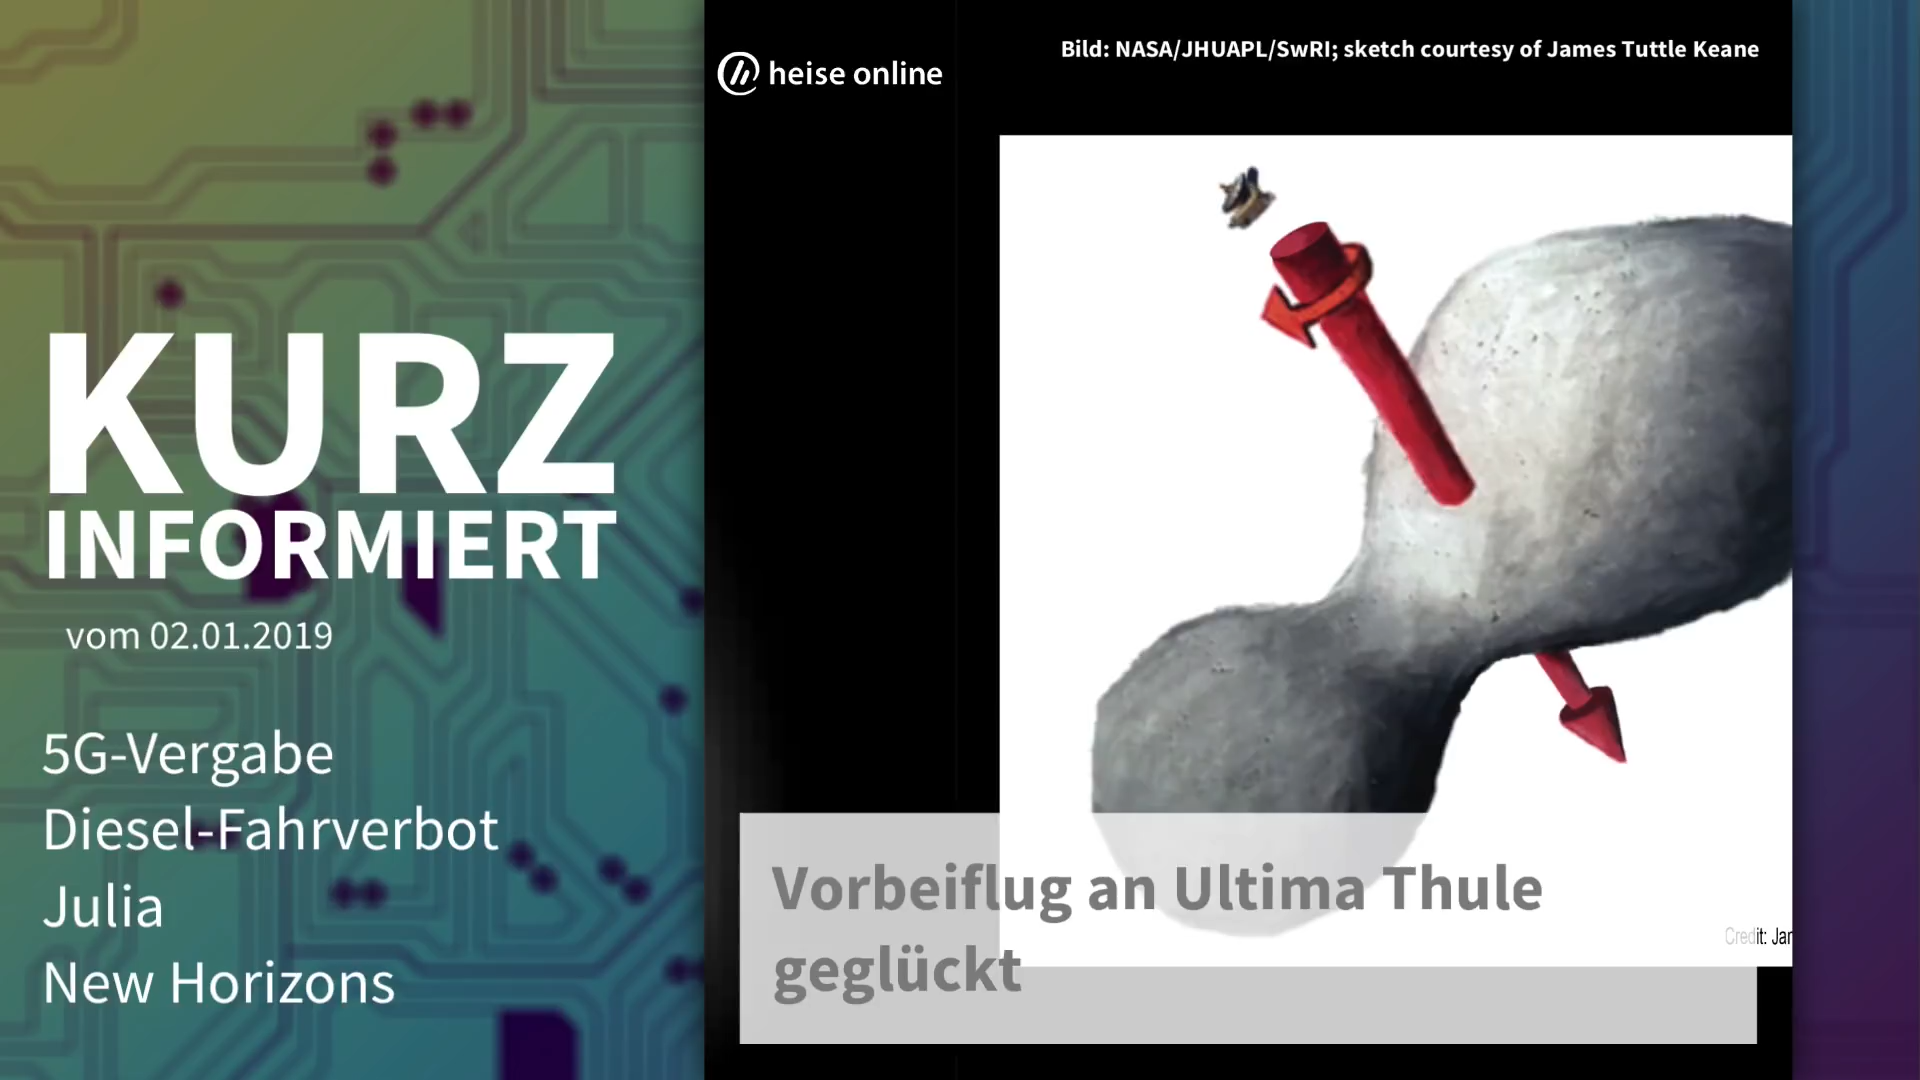 KURZ
INFORMIERT
vom 02.01.2019
5G-Vergabe
Diesel-Fahrverbot
Julia
New Horizons
heise online
Bild: NASA/JHUAPL/SwRI; sketch courtesy of James Tuttle Keane
Vorbeiflug an Ultima Thule
geglückt
Credit: